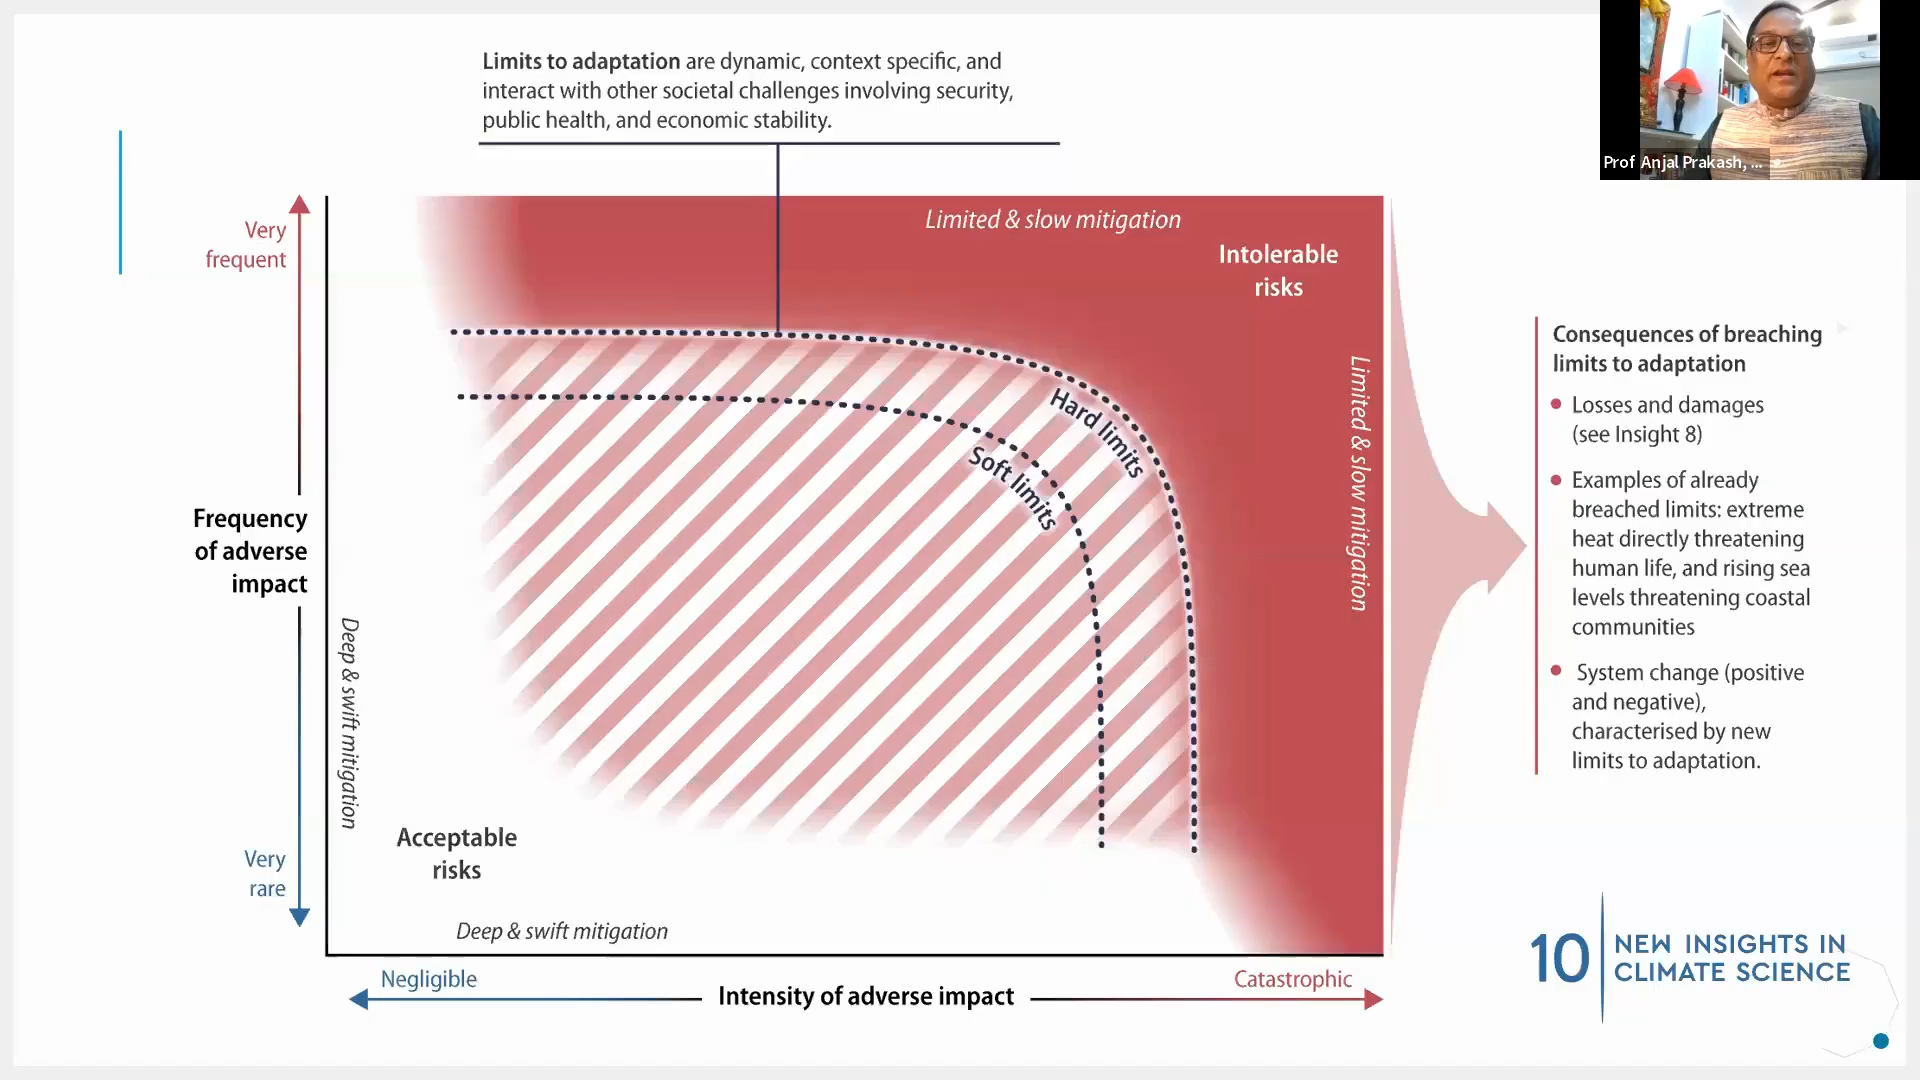 Limits to adaptation are dynamic, context specific, and
interact with other societal challenges involving security,
public health, and economic stability.
Prof Anjal Prakash, ...
Very
frequent
Limited & slow mitigation
Intolerable
risks
Limited & slow mitigation
Hard limits
Soft limits
Frequency
of adverse
impact
Deep & swift mitigation
Very
rare
Acceptable
risks
Deep & swift mitigation
Negligible
Intensity of adverse impact
Catastrophic
Consequences of breaching
limits to adaptation
Losses and damages
(see Insight 8)
Examples of already
breached limits: extreme
heat directly threatening
human life, and rising sea
levels threatening coastal
communities
System change (positive
and negative),
characterised by new
limits to adaptation.
10 NEW INSIGHTS IN
CLIMATE SCIENCE